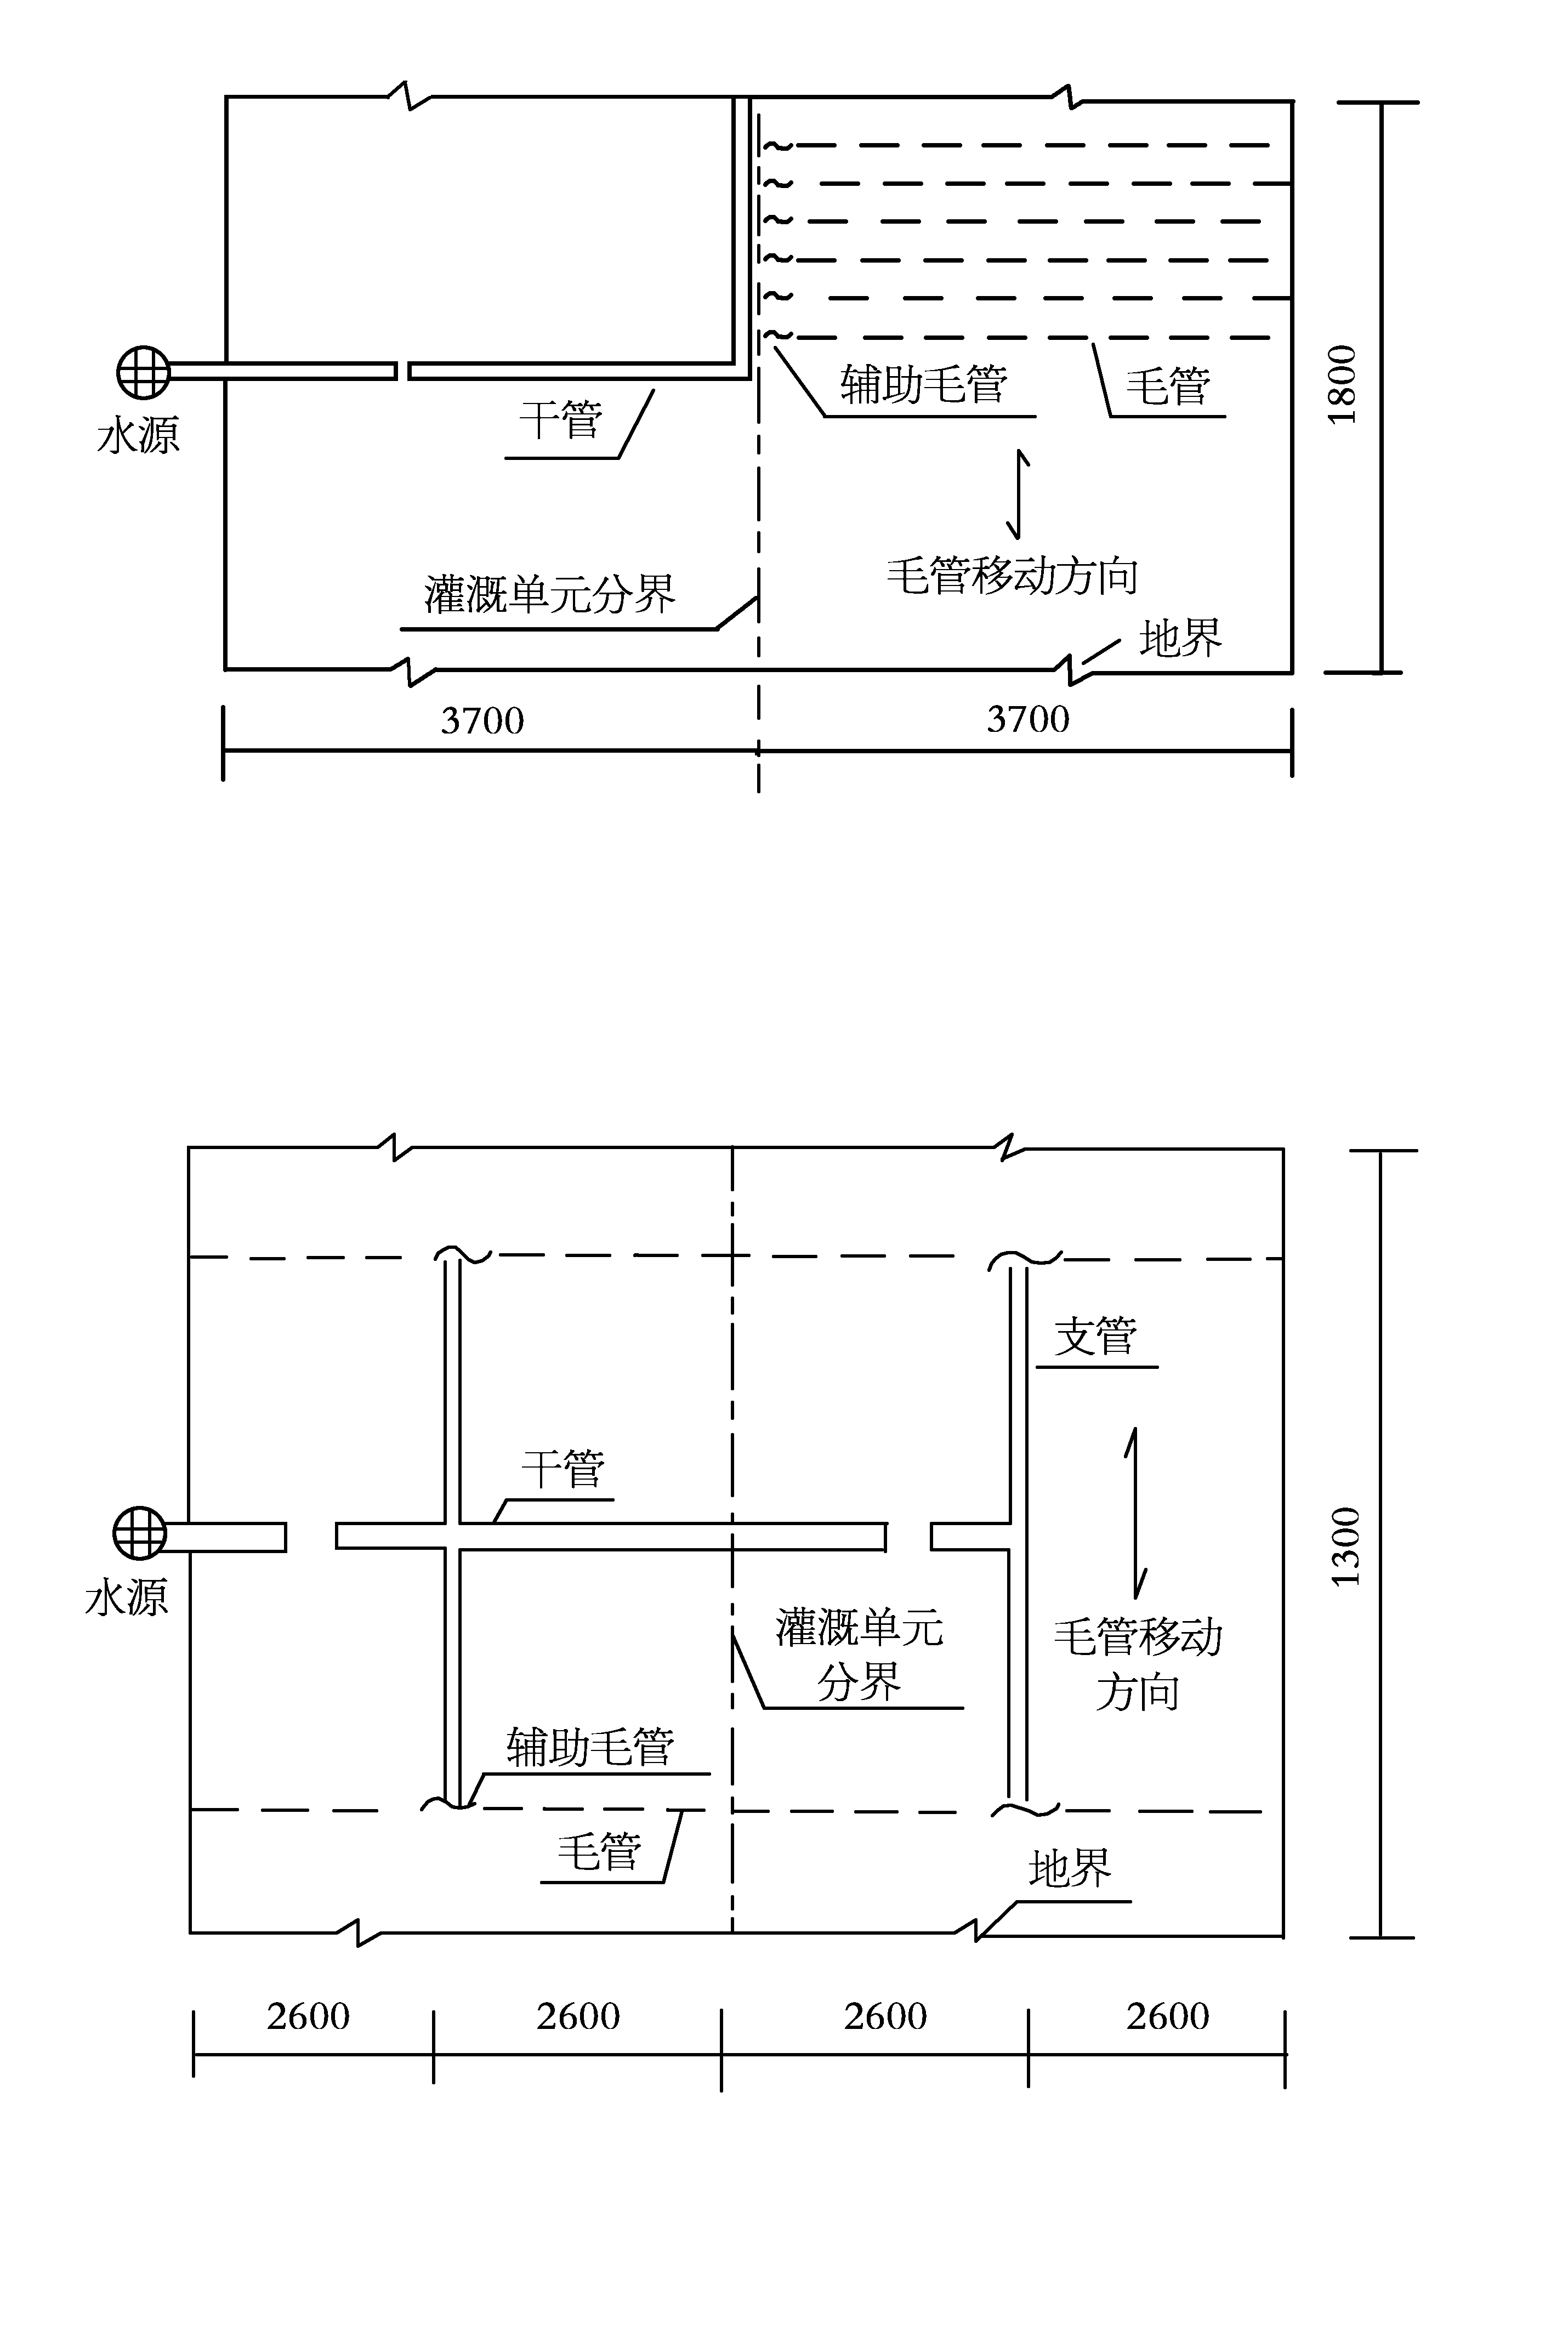 辅助毛管
毛管
1800
水源
干管
毛管移动方向
灌溉单元分界
地界
3700
3700
支管
干管
1300
水源
灌溉单元
分界
毛管移动
方向
辅助毛管
毛管
地界
2600
2600
2600
2600